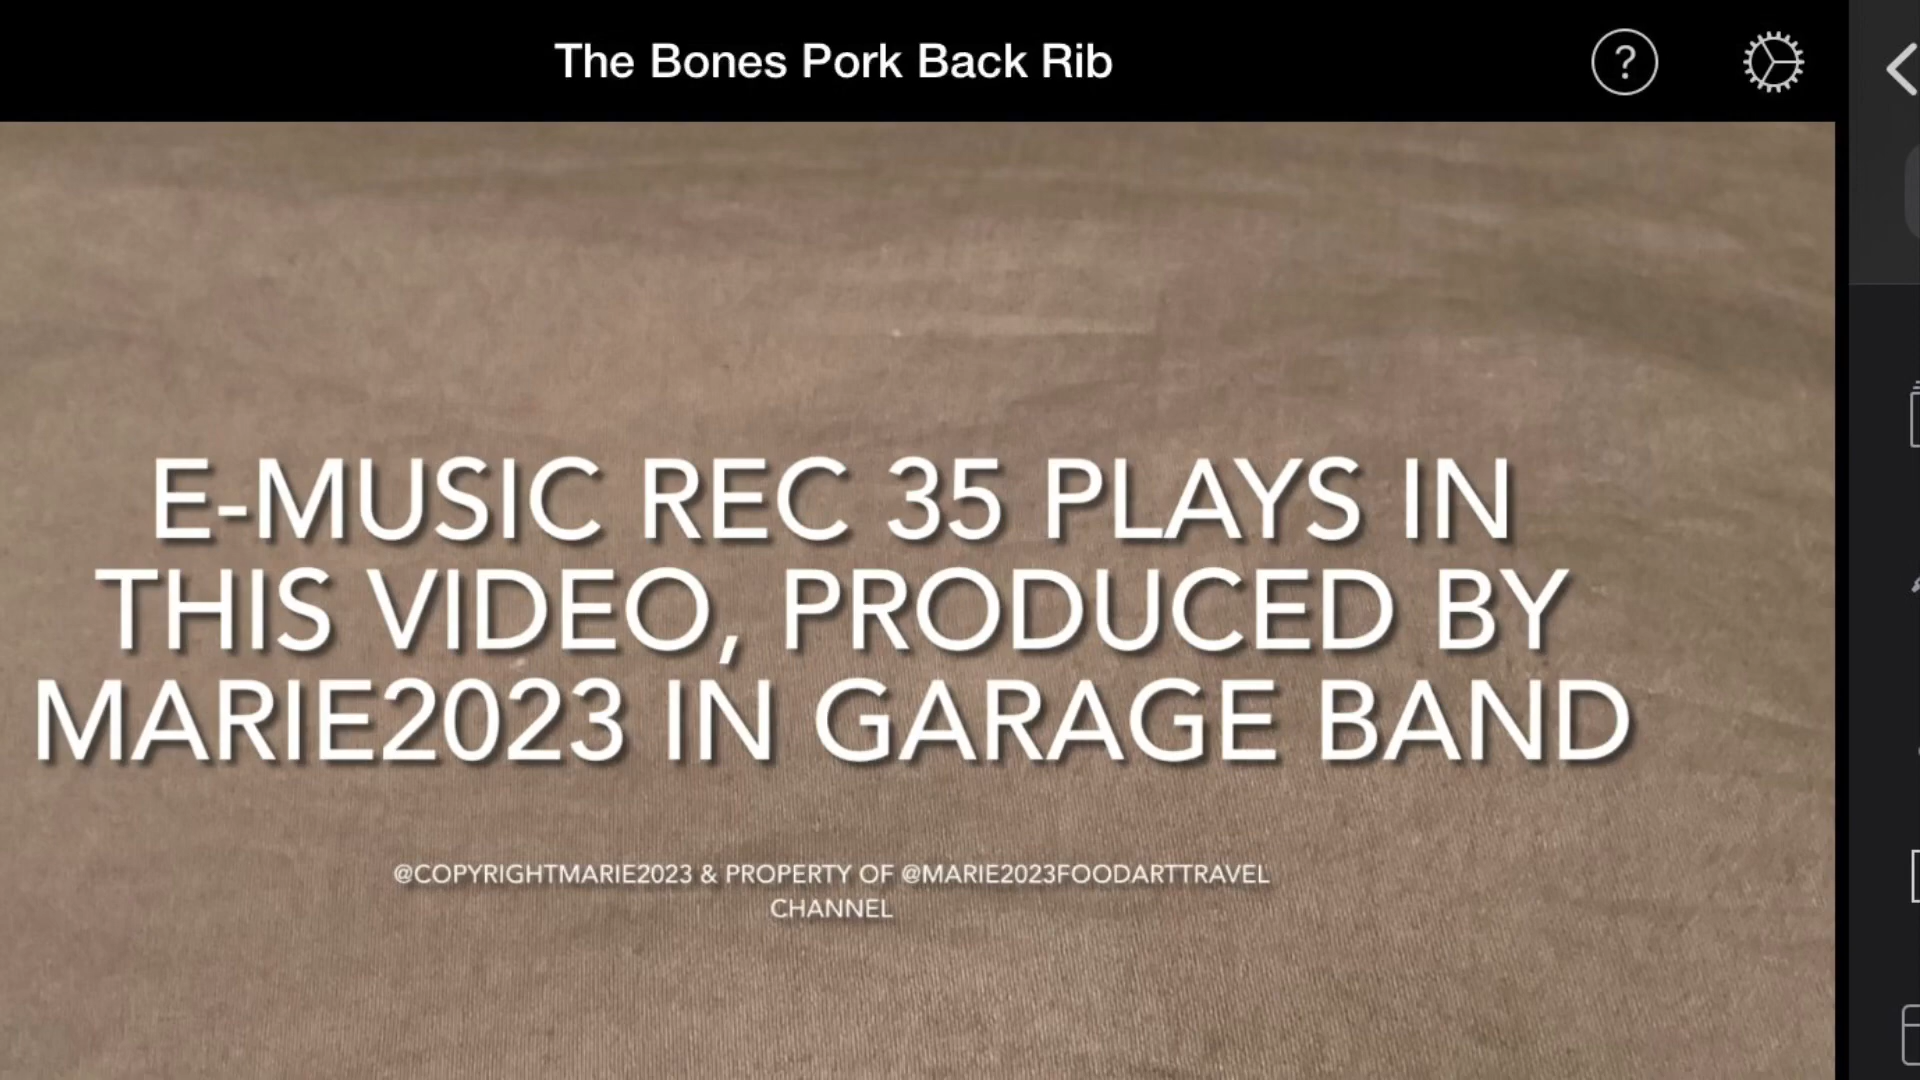 The Bones Pork Back Rib
?
E-MUSIC REC 35 PLAYS IN
THIS VIDEO, PRODUCED BY
MARIE2023 IN GARAGE BAND
@COPYRIGHTMARIE2023 & PROPERTY OF @MARIE2023FOODARTTRAVEL
CHANNEL